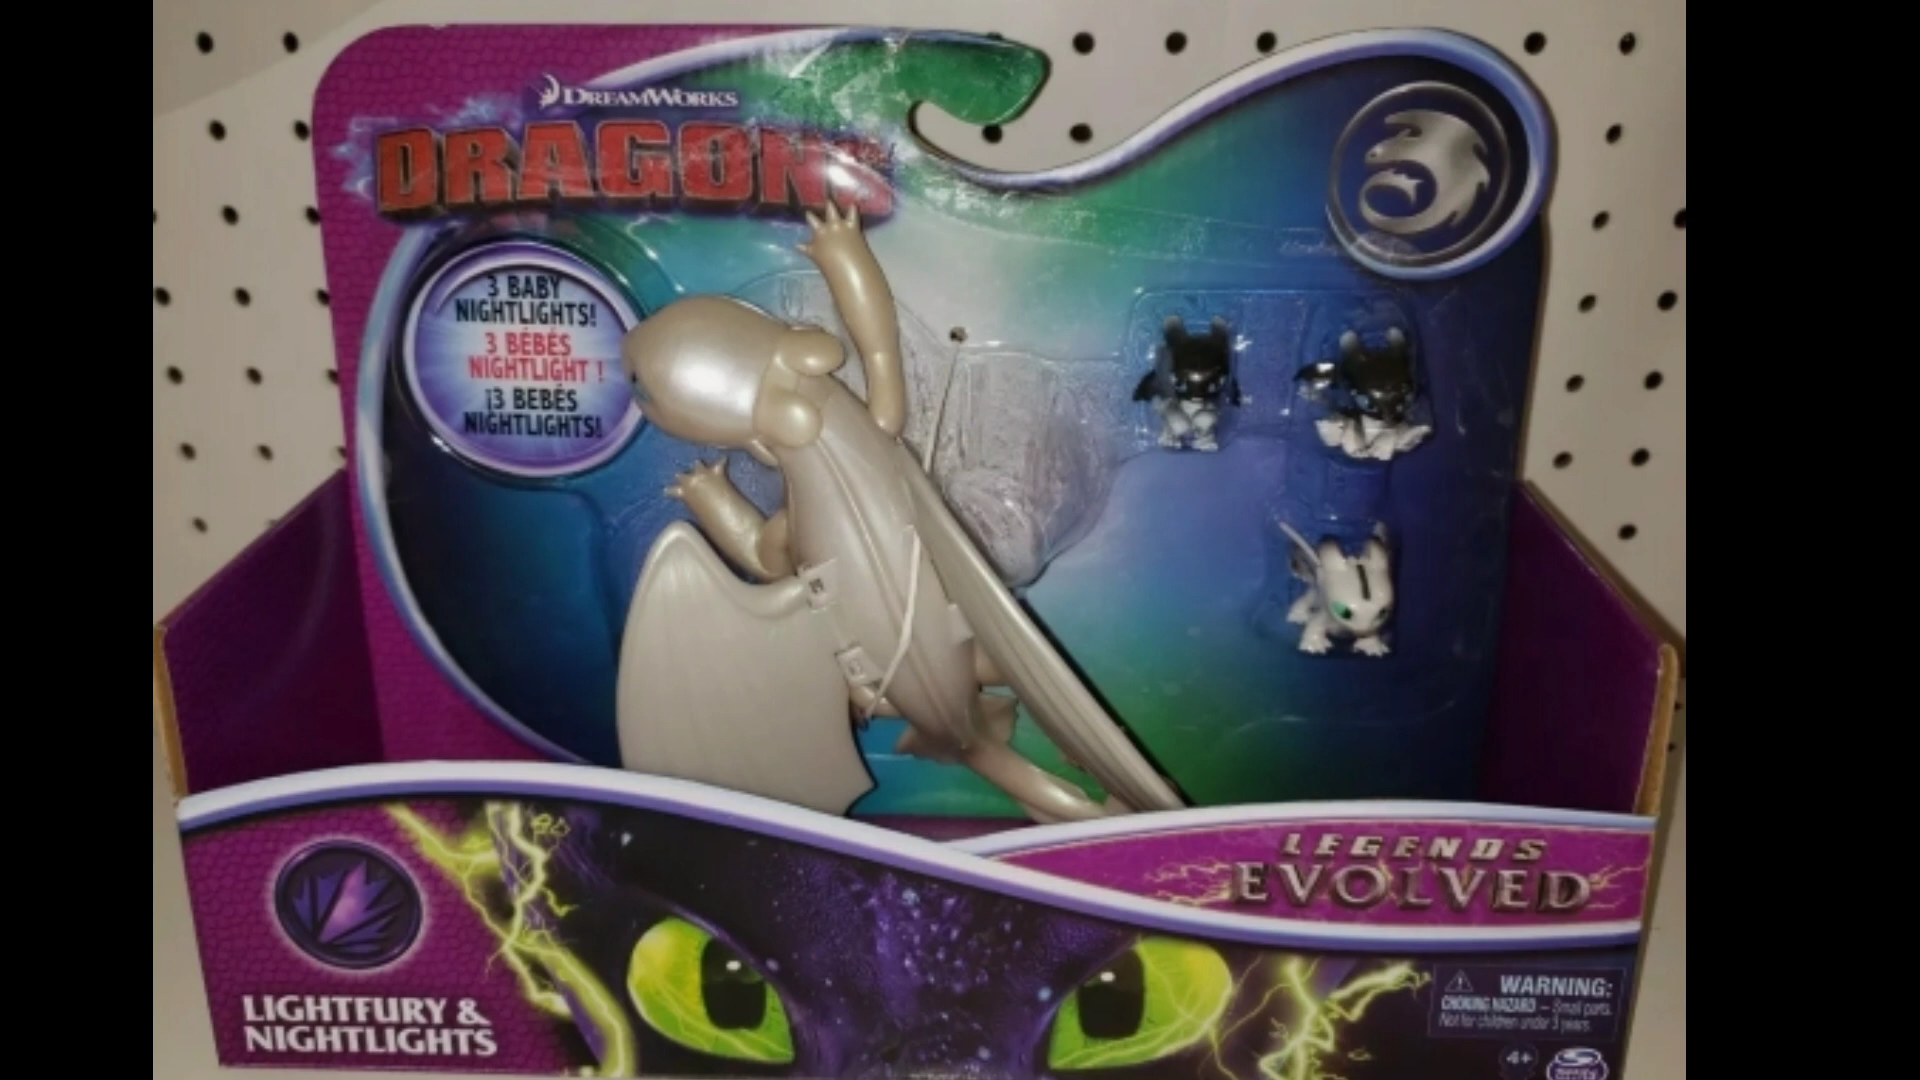 DREAMWORKS
DRAGONS
3 BABY
NIGHTLIGHTS!
3 BÉBÉS
NIGHTLIGHT !
¡3 BEBÉS
NIGHTLIGHTS!
LEGENDS
EVOLVED
LIGHTFURY &
NIGHTLIGHTS
WARNING:
CHOKING HAZARD – Small parts.
Not for children under 3 years.
4+